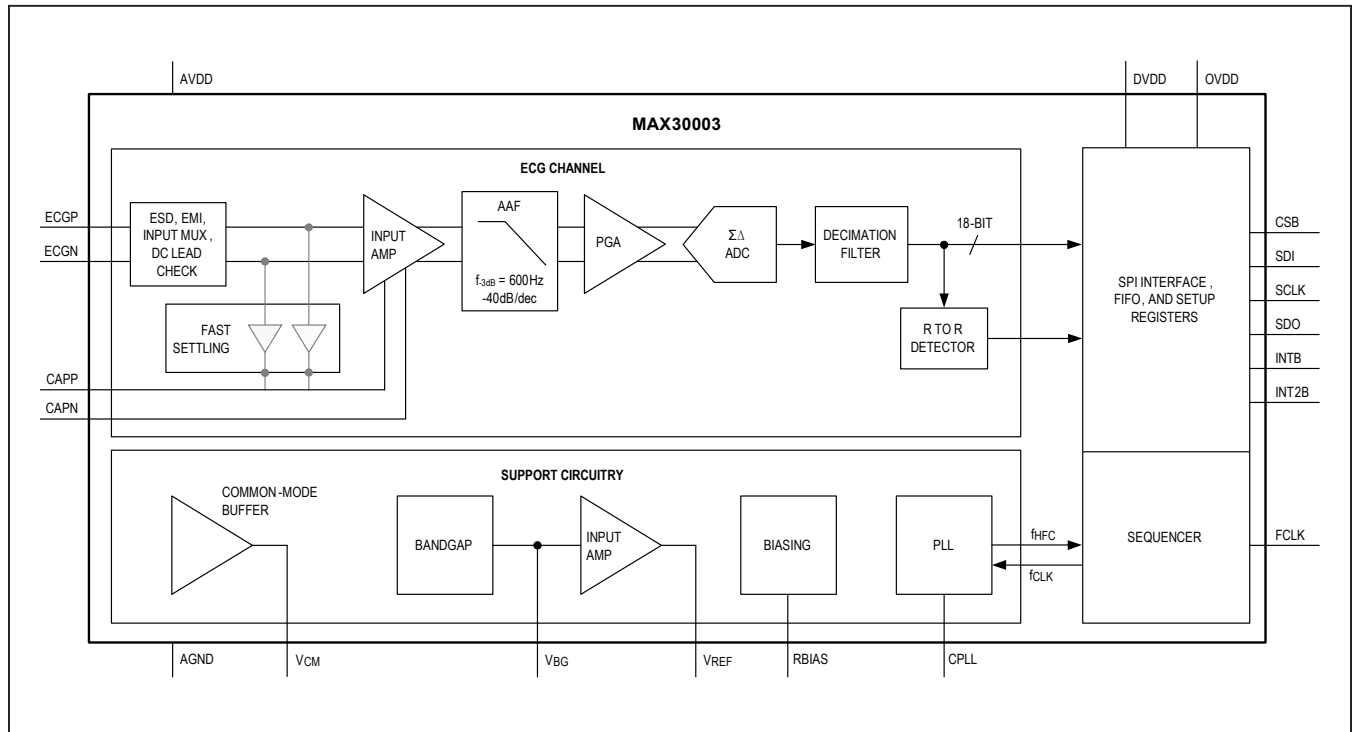 AVDD
DVDD
OVDD
MAX30003
ECG CHANNEL
ECGP
ECGN
ESD, EMI,
INPUT MUX ,
DC LEAD
CHECK
INPUT
AMP
AAF
f-3dB = 600Hz
-40dB/dec
PGA
ΣΔ
ADC
DECIMATION
FILTER
18-BIT
R TO R
DETECTOR
FAST
SETTLING
CAPP
CAPN
SPI INTERFACE ,
FIFO, AND SETUP
REGISTERS
CSB
SDI
SCLK
SDO
INTB
INT2B
SUPPORT CIRCUITRY
COMMON -MODE
BUFFER
BANDGAP
INPUT
AMP
BIASING
PLL
fHFC
fCLK
SEQUENCER
FCLK
AGND
VCM
VBG
VREF
RBIAS
CPLL